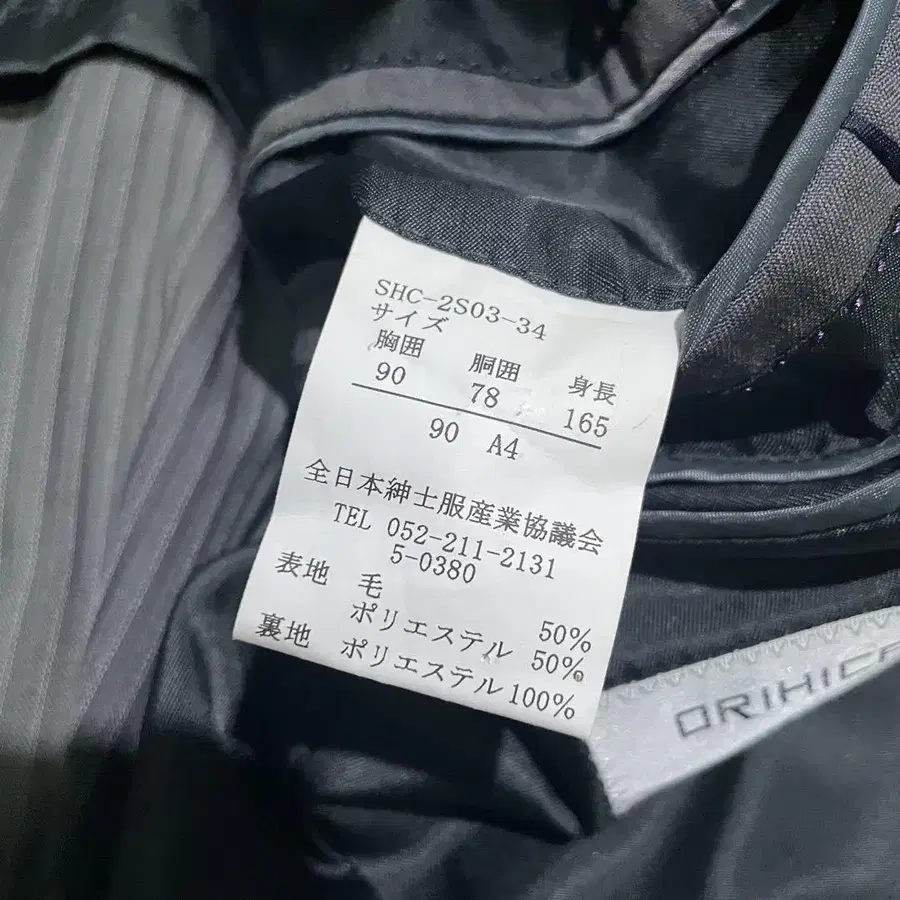 SHC-2S03-34
サイズ
胸囲 胴囲 身長
90 78 165
90 A4
全日本紳士服産業協議会
TEL 052-211-2131
5-0380
表地 毛 50%
ポリエステル 50%
裏地 ポリエステル100%
ORIHICA